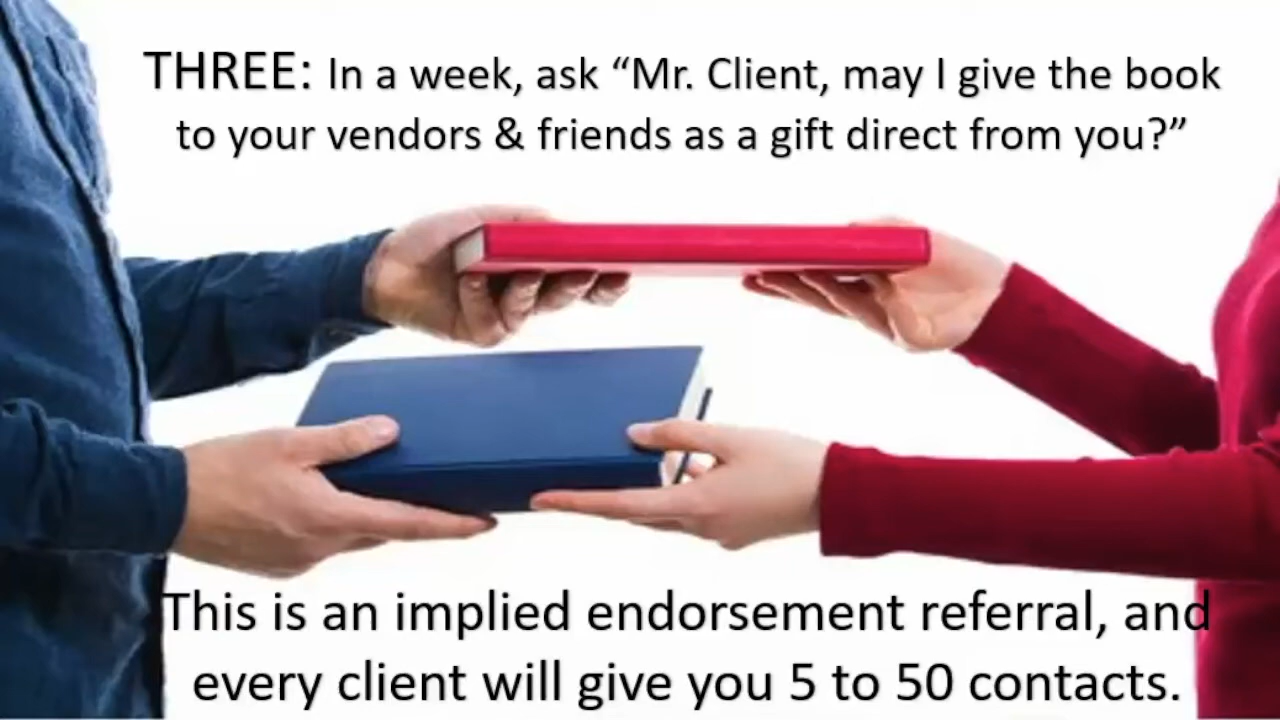 THREE: In a week, ask “Mr. Client, may I give the book
to your vendors & friends as a gift direct from you?”
This is an implied endorsement referral, and
every client will give you 5 to 50 contacts.